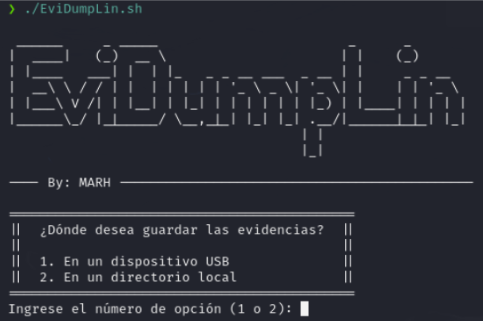 ❯ ./EviDumpLin.sh
EviDumpLin
By: MARH
¿Dónde desea guardar las evidencias?
1. En un dispositivo USB
2. En un directorio local
Ingrese el número de opción (1 o 2):